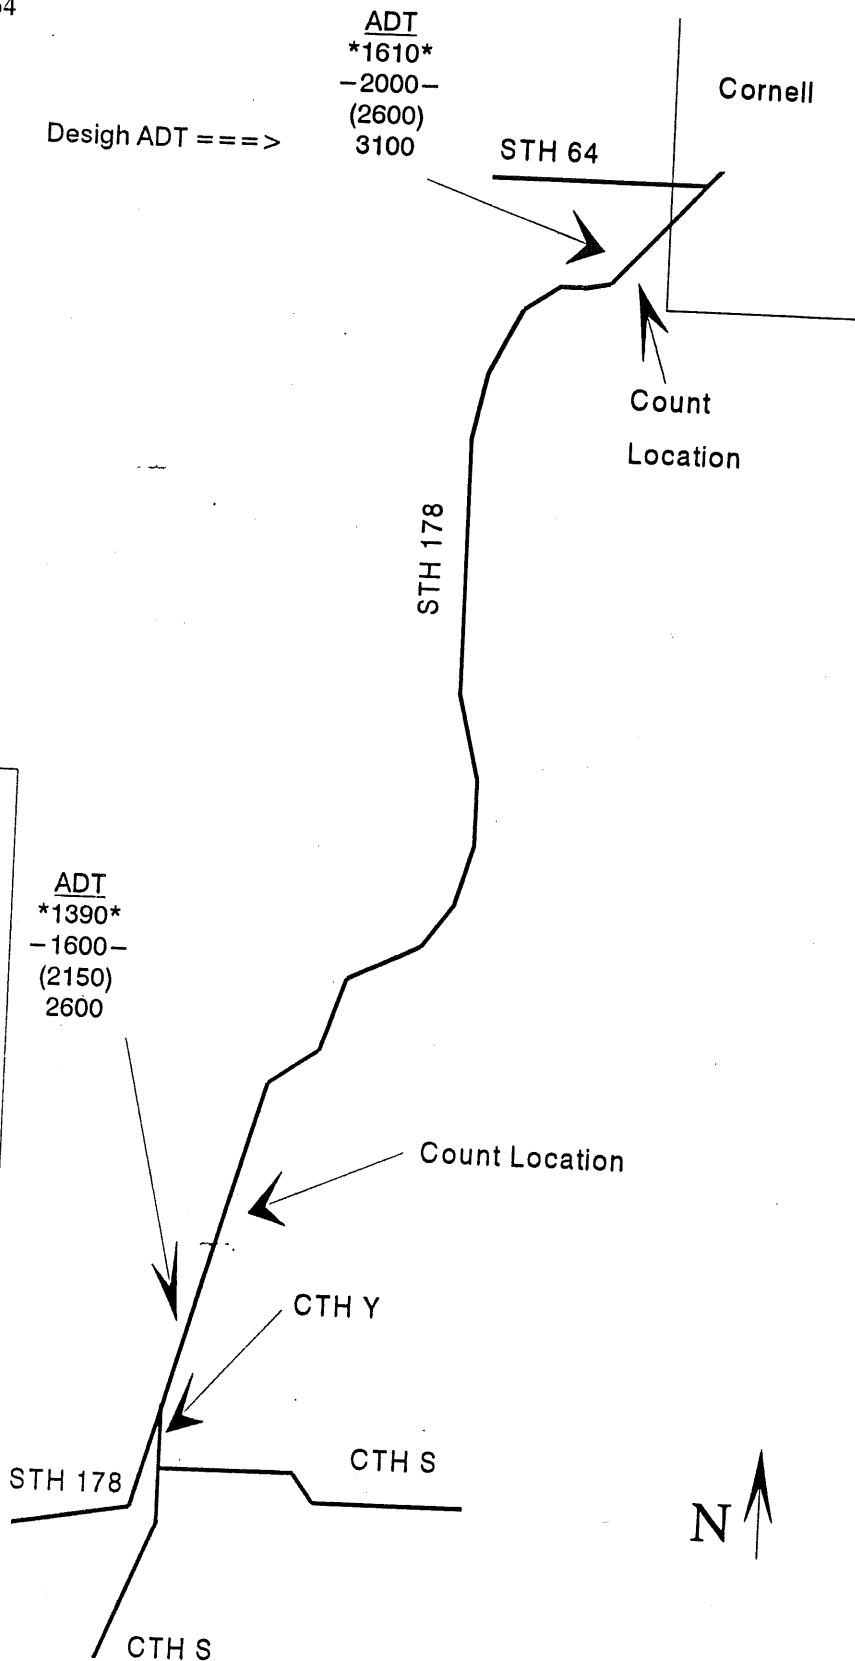 ADT
*1610*
-2000-
(2600)
Desigh ADT ===> 3100
Cornell
STH 64
Count
Location
STH 178
ADT
*1390*
-1600-
(2150)
2600
Count Location
CTH Y
CTH S
STH 178
N
CTH S